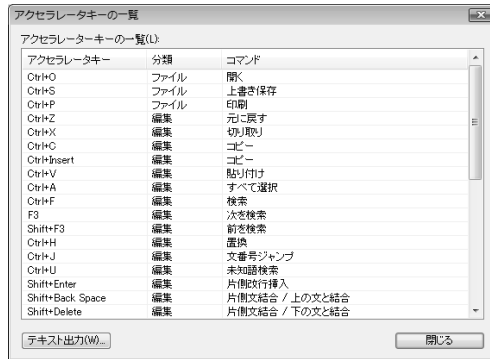 アクセラレータキーの一覧
アクセラレーターキーの一覧(L):
アクセラレーターキー 分類 コマンド
Ctrl+O ファイル 開く
Ctrl+S ファイル 上書き保存
Ctrl+P ファイル 印刷
Ctrl+Z 編集 元に戻す
Ctrl+X 編集 切り取り
Ctrl+C 編集 コピー
Ctrl+Insert 編集 コピー
Ctrl+V 編集 貼り付け
Ctrl+A 編集 すべて選択
Ctrl+F 編集 検索
F3 編集 次を検索
Shift+F3 編集 前を検索
Ctrl+H 編集 置換
Ctrl+J 編集 文番号ジャンプ
Ctrl+U 編集 未知語検索
Shift+Enter 編集 片側改行挿入
Shift+Back Space 編集 片側文結合 / 上の文と結合
Shift+Delete 編集 片側文結合 / 下の文と結合
テキスト出力(W)... 閉じる